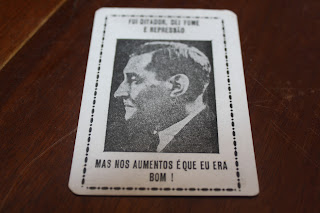 FUI DITADOR, DEI FOME
E REPRESSÃO
MAS NOS AUMENTOS É QUE EU ERA
BOM !